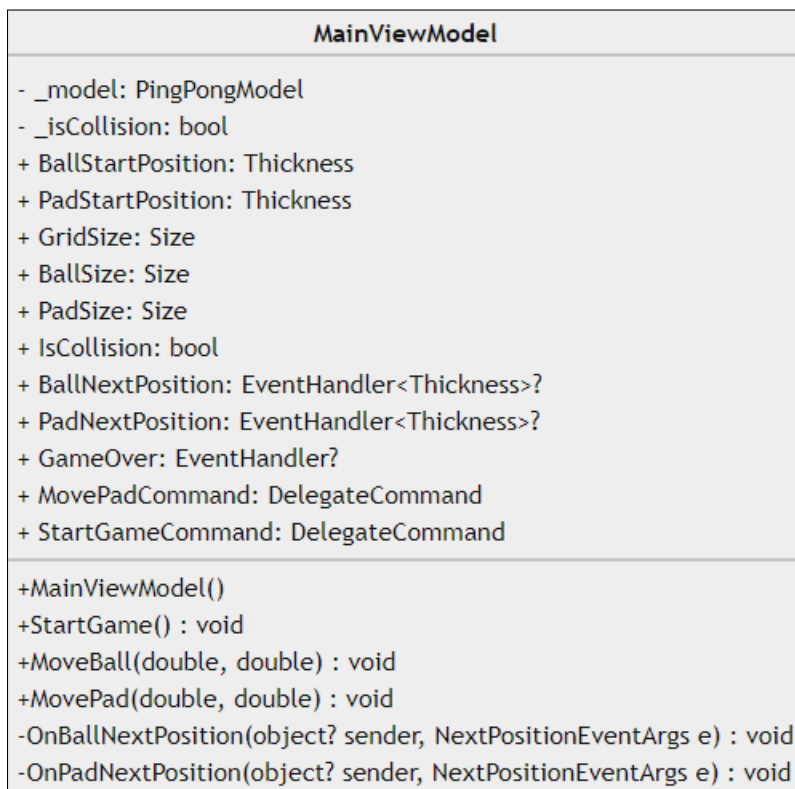 MainViewModel
- _model: PingPongModel
- _isCollision: bool
+ BallStartPosition: Thickness
+ PadStartPosition: Thickness
+ GridSize: Size
+ BallSize: Size
+ PadSize: Size
+ IsCollision: bool
+ BallNextPosition: EventHandler<Thickness>?
+ PadNextPosition: EventHandler<Thickness>?
+ GameOver: EventHandler?
+ MovePadCommand: DelegateCommand
+ StartGameCommand: DelegateCommand
+MainViewModel()
+StartGame() : void
+MoveBall(double, double) : void
+MovePad(double, double) : void
-OnBallNextPosition(object? sender, NextPositionEventArgs e) : void
-OnPadNextPosition(object? sender, NextPositionEventArgs e) : void